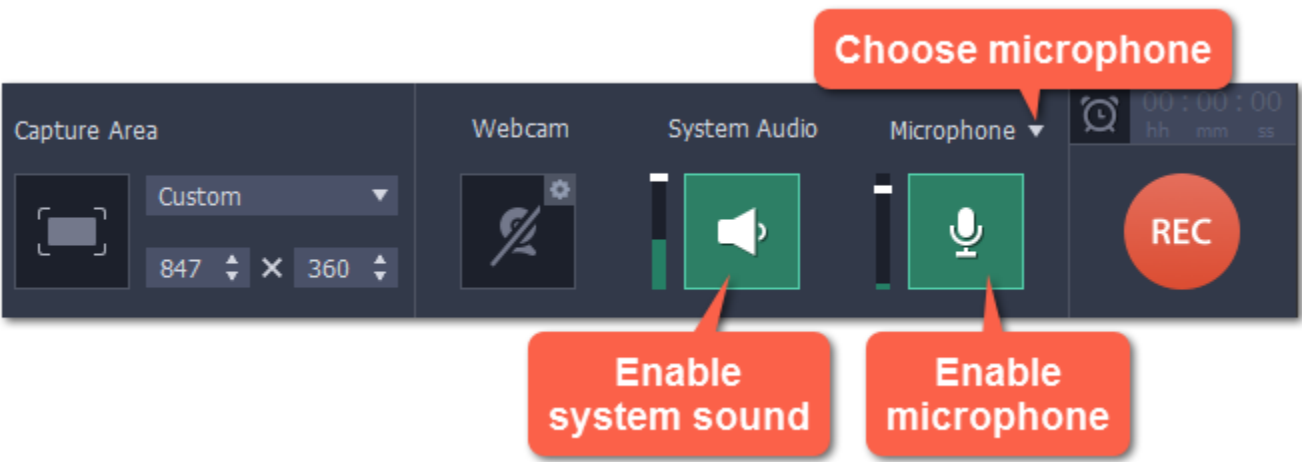 Choose microphone
Capture Area
Webcam
System Audio
Microphone
00 : 00 : 00
hh mm ss
Custom
847 × 360
REC
Enable
system sound
Enable
microphone